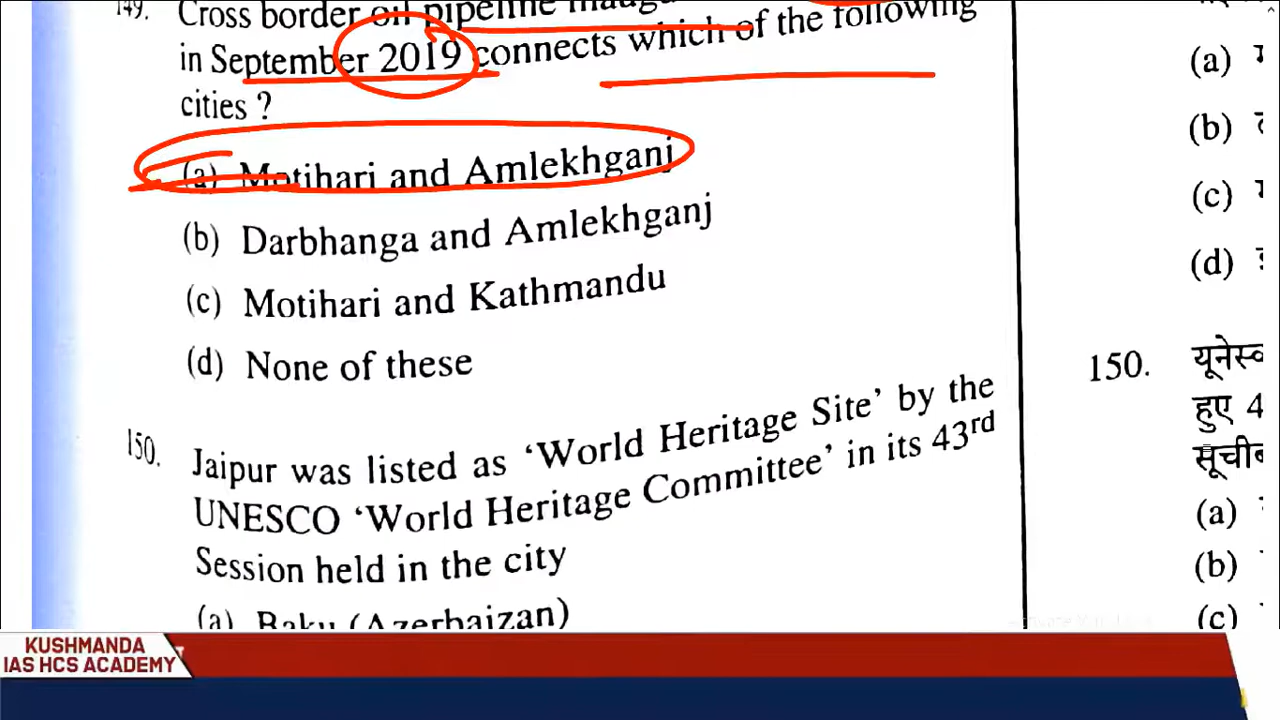 149. Cross border oil pipeline
in September 2019 connects which of the following
cities ?
(a) Motihari and Amlekhganj
(b) Darbhanga and Amlekhganj
(c) Motihari and Kathmandu
(d) None of these
150. Jaipur was listed as ‘World Heritage Site’ by the
UNESCO ‘World Heritage Committee’ in its 43rd
Session held in the city
(a) Baku (Azerbaizan)
(a)
(b)
(c)
(d)
150.
हुए 4
(a)
(b)
(c)
KUSHMANDA
IAS HCS ACADEMY